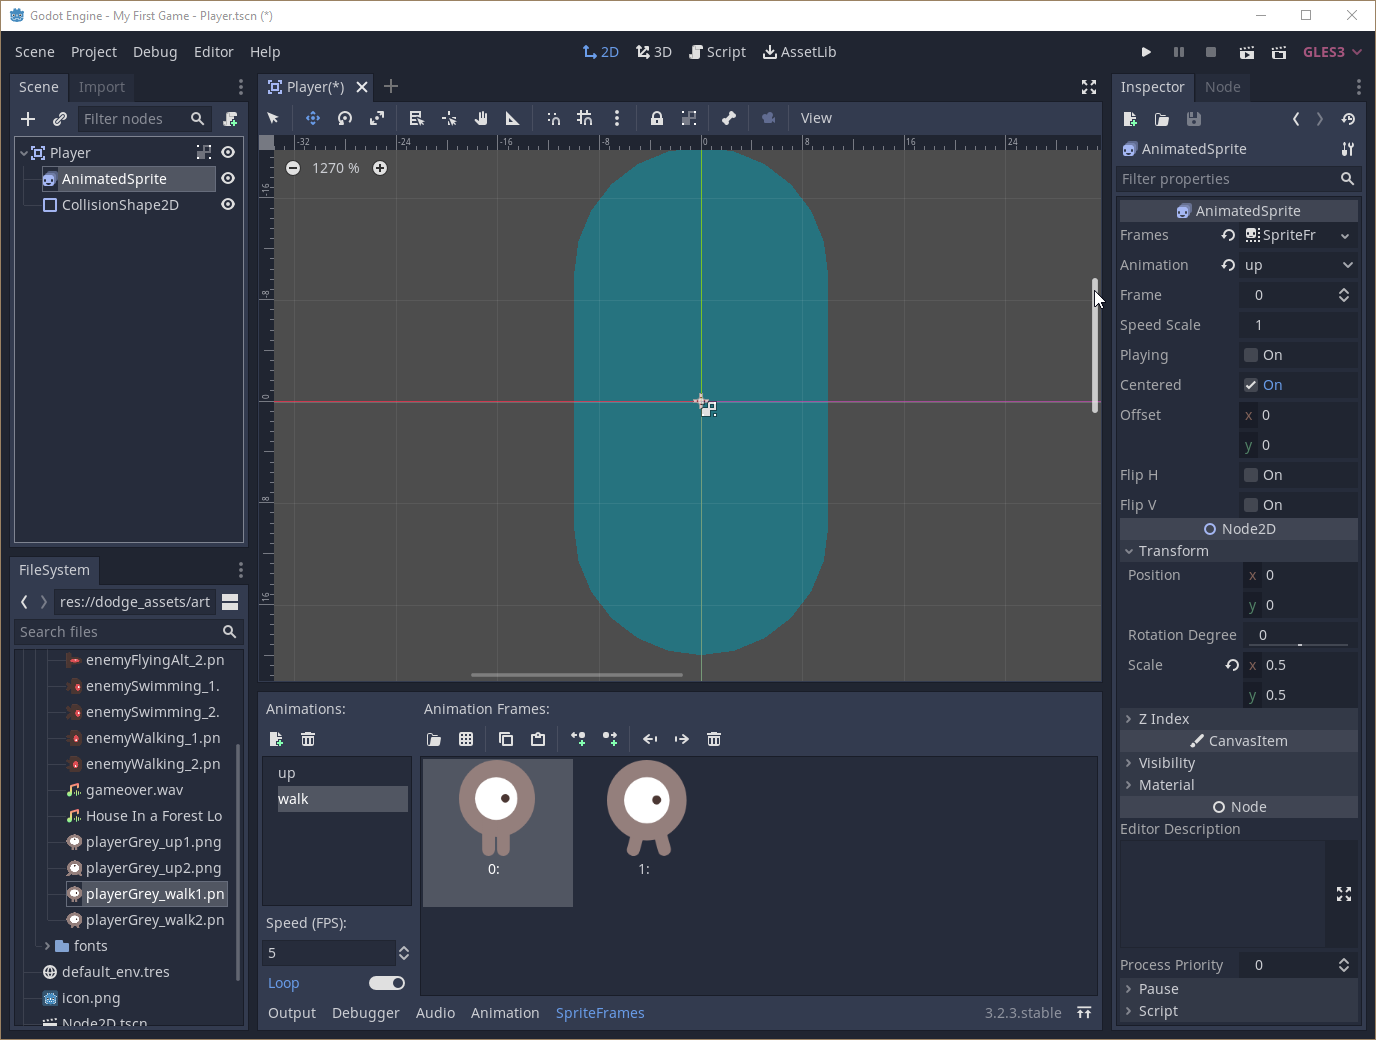 Godot Engine - My First Game - Player.tscn (*)
Scene Project Debug Editor Help
2D 3D Script AssetLib
GLES3
Scene Import
Filter nodes
Player
AnimatedSprite
CollisionShape2D
FileSystem
res://dodge_assets/art
Search files
enemyFlyingAlt_2.pn
enemySwimming_1.
enemySwimming_2.
enemyWalking_1.pn
enemyWalking_2.pn
gameover.wav
House In a Forest Lo
playerGrey_up1.png
playerGrey_up2.png
playerGrey_walk1.pn
playerGrey_walk2.pn
fonts
default_env.tres
icon.png
Node2D.tscn
Player(*)
View
-32 -24 -16 -8 0 8 16 24
-16
-8
0
8
16
1270 %
Animations:
up
walk
Speed (FPS):
5
Loop
Animation Frames:
0: 1:
Output Debugger Audio Animation SpriteFrames 3.2.3.stable
Inspector Node
AnimatedSprite
Filter properties
AnimatedSprite
Frames SpriteFr
Animation up
Frame 0
Speed Scale 1
Playing On
Centered On
Offset x 0
y 0
Flip H On
Flip V On
Node2D
Transform
Position x 0
y 0
Rotation Degree 0
Scale x 0.5
y 0.5
Z Index
CanvasItem
Visibility
Material
Node
Editor Description
Process Priority 0
Pause
Script